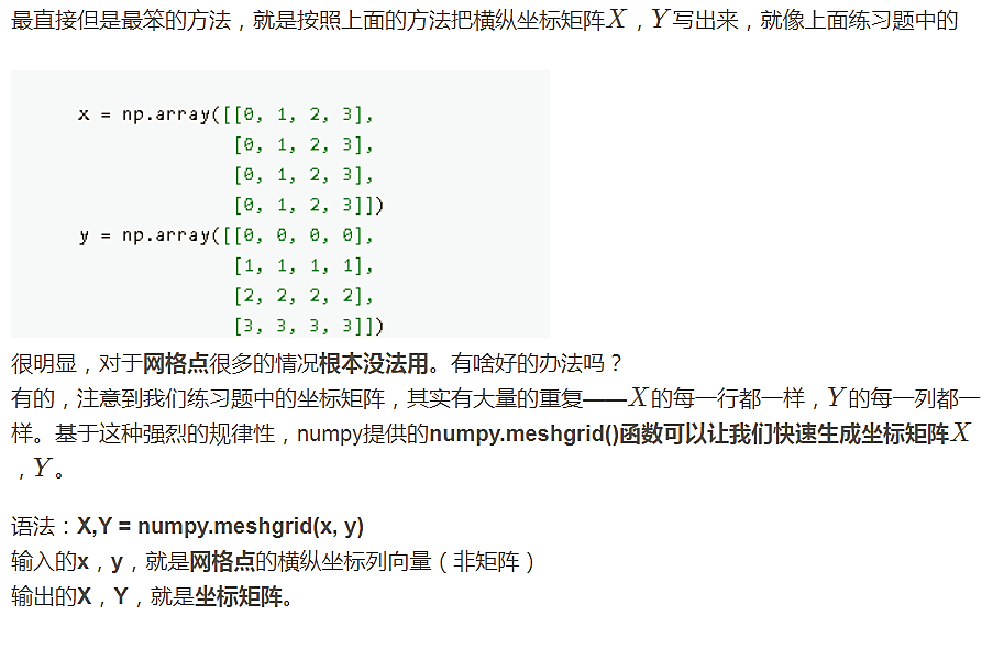 最直接但是最笨的方法，就是按照上面的方法把横纵坐标矩阵X，Y写出来，就像上面练习题中的
x = np.array([[0, 1, 2, 3],
[0, 1, 2, 3],
[0, 1, 2, 3],
[0, 1, 2, 3]])
y = np.array([[0, 0, 0, 0],
[1, 1, 1, 1],
[2, 2, 2, 2],
[3, 3, 3, 3]])
很明显，对于网格点很多的情况根本没法用。有啥好的办法吗？
有的，注意到我们练习题中的坐标矩阵，其实有大量的重复——X的每一行都一样，Y的每一列都一
样。基于这种强烈的规律性，numpy提供的numpy.meshgrid()函数可以让我们快速生成坐标矩阵X
，Y。
语法：X,Y = numpy.meshgrid(x, y)
输入的x，y，就是网格点的横纵坐标列向量（非矩阵）
输出的X，Y，就是坐标矩阵。